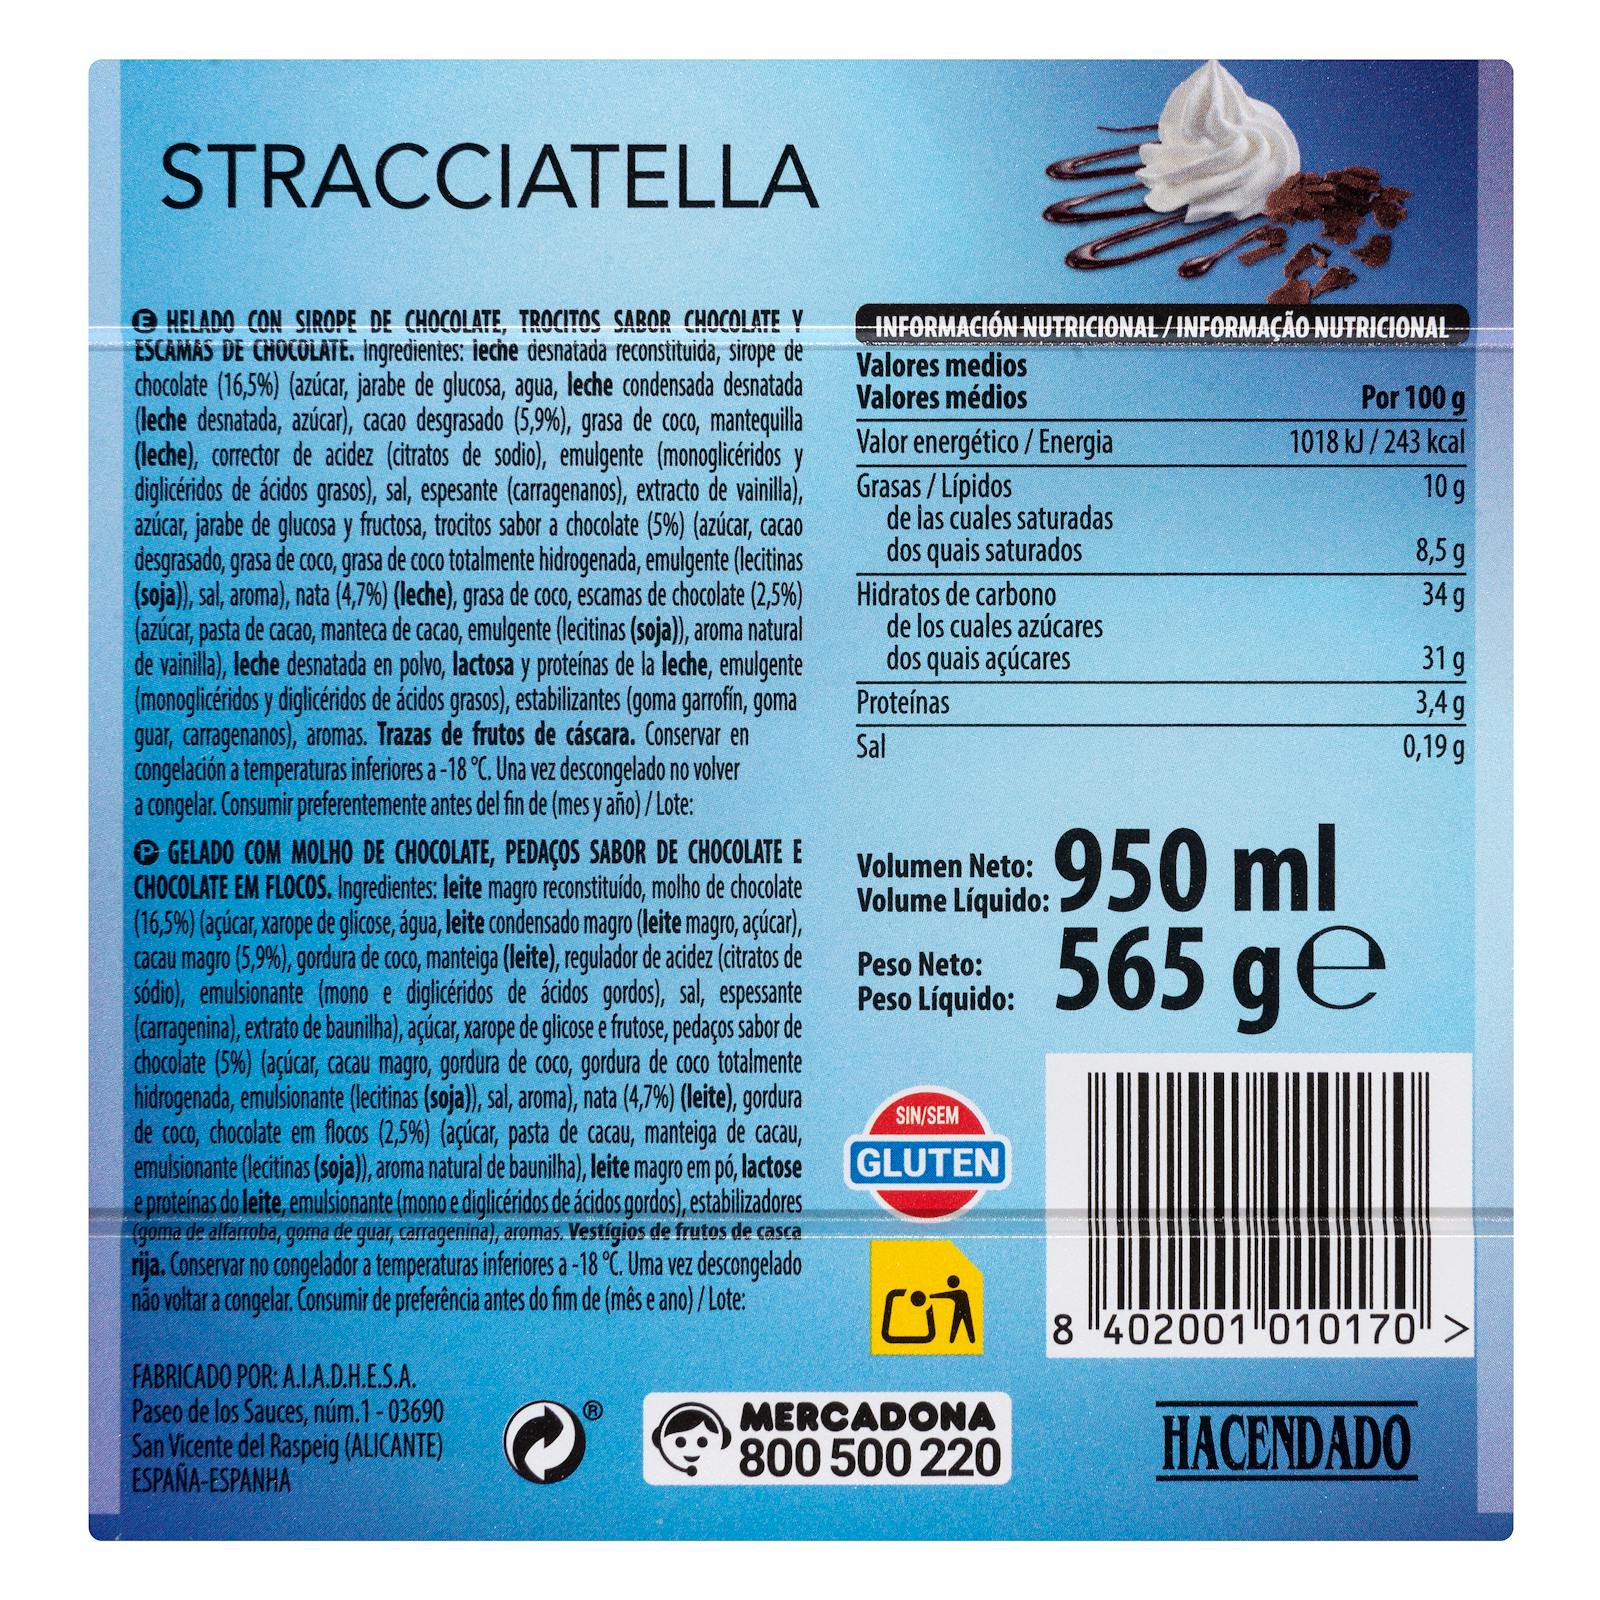 STRACCIATELLA
E HELADO CON SIROPE DE CHOCOLATE, TROCITOS SABOR CHOCOLATE Y
ESCAMAS DE CHOCOLATE. Ingredientes: leche desnatada reconstituida, sirope de
chocolate (16,5%) (azúcar, jarabe de glucosa, agua, leche condensada desnatada
(leche desnatada, azúcar), cacao desgrasado (5,9%), grasa de coco, mantequilla
(leche), corrector de acidez (citratos de sodio), emulgente (monoglicéridos y
diglicéridos de ácidos grasos), sal, espesante (carragenanos), extracto de vainilla),
azúcar, jarabe de glucosa y fructosa, trocitos sabor a chocolate (5%) (azúcar, cacao
desgrasado, grasa de coco, grasa de coco totalmente hidrogenada, emulgente (lecitinas
(soja)), sal, aroma), nata (4,7%) (leche), grasa de coco, escamas de chocolate (2,5%)
(azúcar, pasta de cacao, manteca de cacao, emulgente (lecitinas (soja)), aroma natural
de vainilla), leche desnatada en polvo, lactosa y proteínas de la leche, emulgente
(monoglicéridos y diglicéridos de ácidos grasos), estabilizantes (goma garrofín, goma
guar, carragenanos), aromas. Trazas de frutos de cáscara. Conservar en
congelación a temperaturas inferiores a -18 °C. Una vez descongelado no volver
a congelar. Consumir preferentemente antes del fin de (mes y año) / Lote:
P GELADO COM MOLHO DE CHOCOLATE, PEDAÇOS SABOR DE CHOCOLATE E
CHOCOLATE EM FLOCOS. Ingredientes: leite magro reconstituído, molho de chocolate
(16,5%) (açúcar, xarope de glicose, água, leite condensado magro (leite magro, açúcar),
cacau magro (5,9%), gordura de coco, manteiga (leite), regulador de acidez (citratos de
sódio), emulsionante (mono e diglicéridos de ácidos gordos), sal, espessante
(carragenina), extrato de baunilha), açúcar, xarope de glicose e frutose, pedaços sabor de
chocolate (5%) (açúcar, cacau magro, gordura de coco, gordura de coco totalmente
hidrogenada, emulsionante (lecitinas (soja)), sal, aroma), nata (4,7%) (leite), gordura
de coco, chocolate em flocos (2,5%) (açúcar, pasta de cacau, manteiga de cacau,
emulsionante (lecitinas (soja)), aroma natural de baunilha), leite magro em pó, lactose
e proteínas do leite, emulsionante (mono e diglicéridos de ácidos gordos), estabilizadores
(goma de alfarroba, goma de guar, carragenina), aromas. Vestígios de frutos de casca
rija. Conservar no congelador a temperaturas inferiores a -18 °C. Uma vez descongelado
não voltar a congelar. Consumir de preferência antes do fim de (mês e ano) / Lote:
FABRICADO POR: A.I.A.D.H.E.S.A.
Paseo de los Sauces, núm.1 - 03690
San Vicente del Raspeig (ALICANTE)
ESPAÑA-ESPANHA
INFORMACIÓN NUTRICIONAL / INFORMAÇÃO NUTRICIONAL
Valores medios
Valores médios Por 100 g
Valor energético / Energia 1018 kJ / 243 kcal
Grasas / Lípidos 10 g
de las cuales saturadas
dos quais saturados 8,5 g
Hidratos de carbono 34 g
de los cuales azúcares
dos quais açúcares 31 g
Proteínas 3,4 g
Sal 0,19 g
Volumen Neto:
Volume Líquido: 950 ml
Peso Neto:
Peso Líquido: 565 g e
SIN/SEM
GLUTEN
8 402001 010170 >
®
MERCADONA
800 500 220
HACENDADO